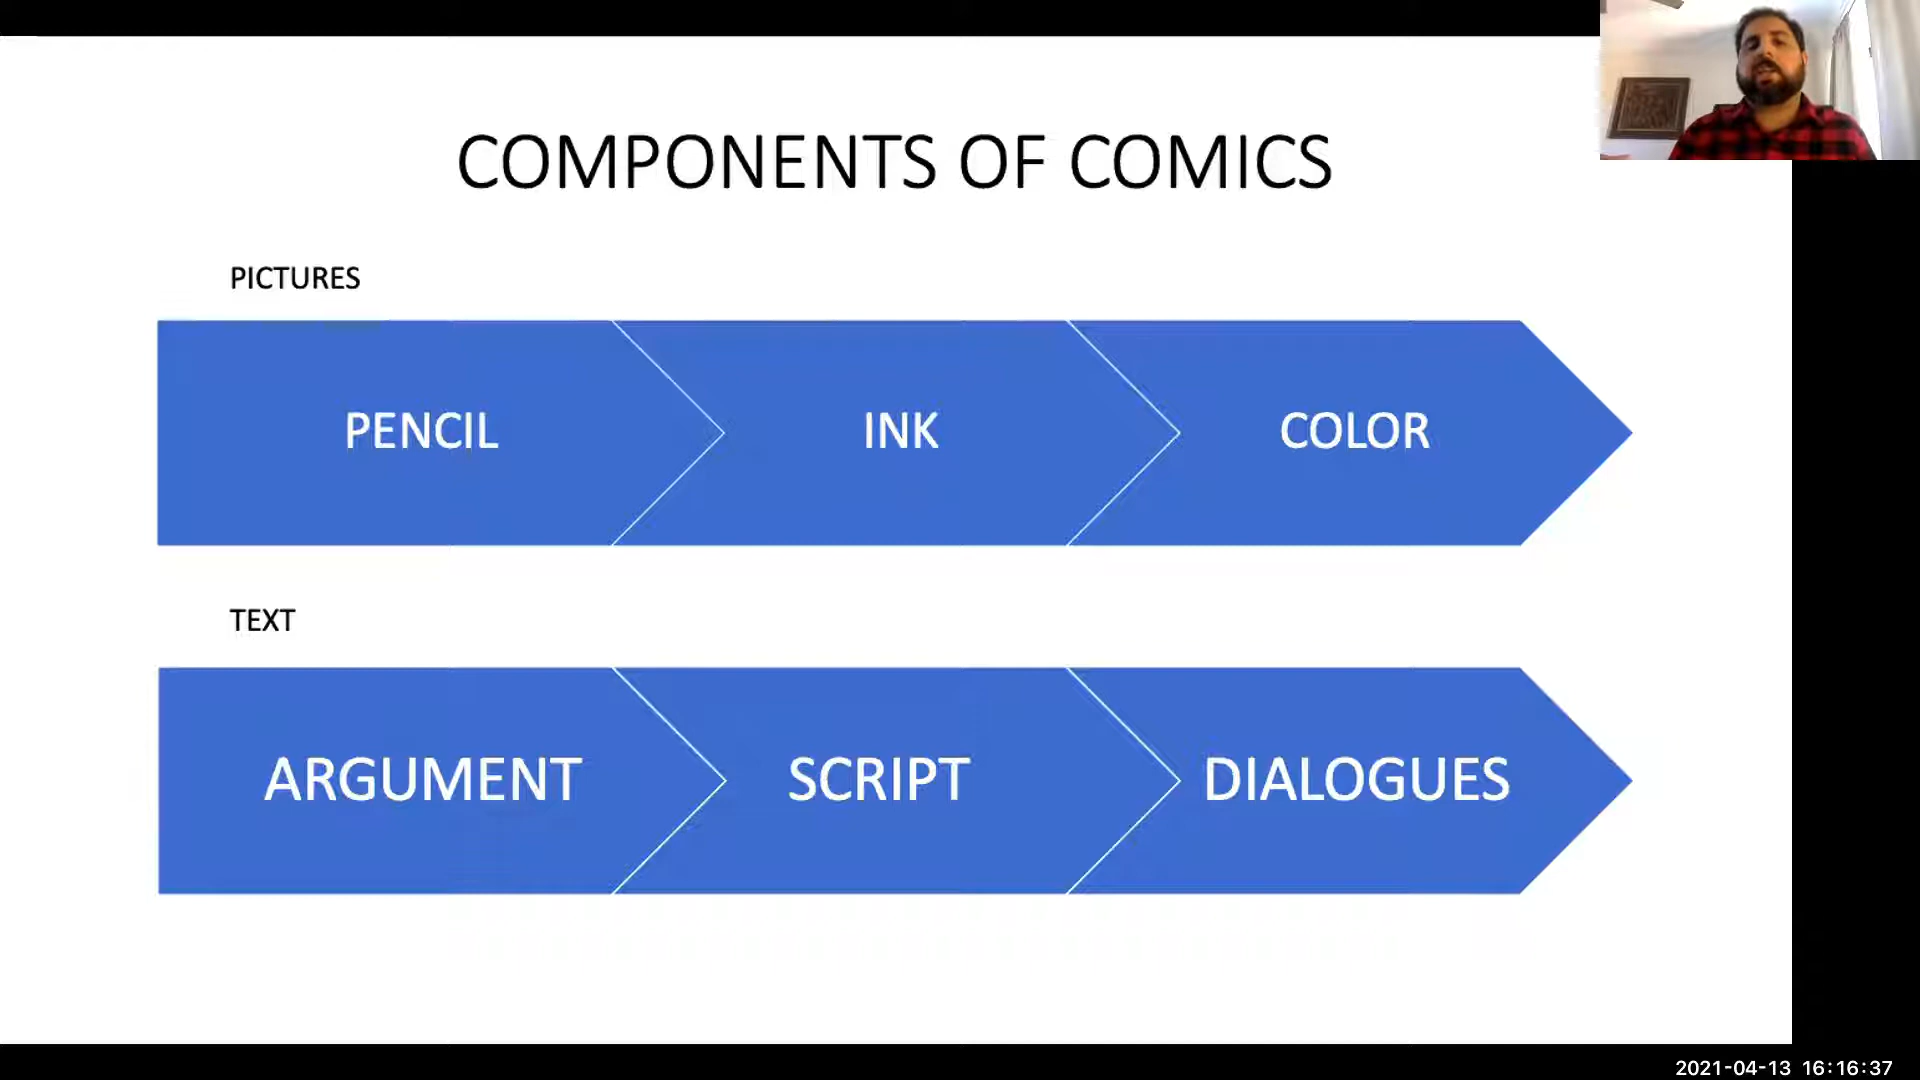 COMPONENTS OF COMICS
PICTURES
PENCIL
INK
COLOR
TEXT
ARGUMENT
SCRIPT
DIALOGUES
2021-04-13 16:16:37